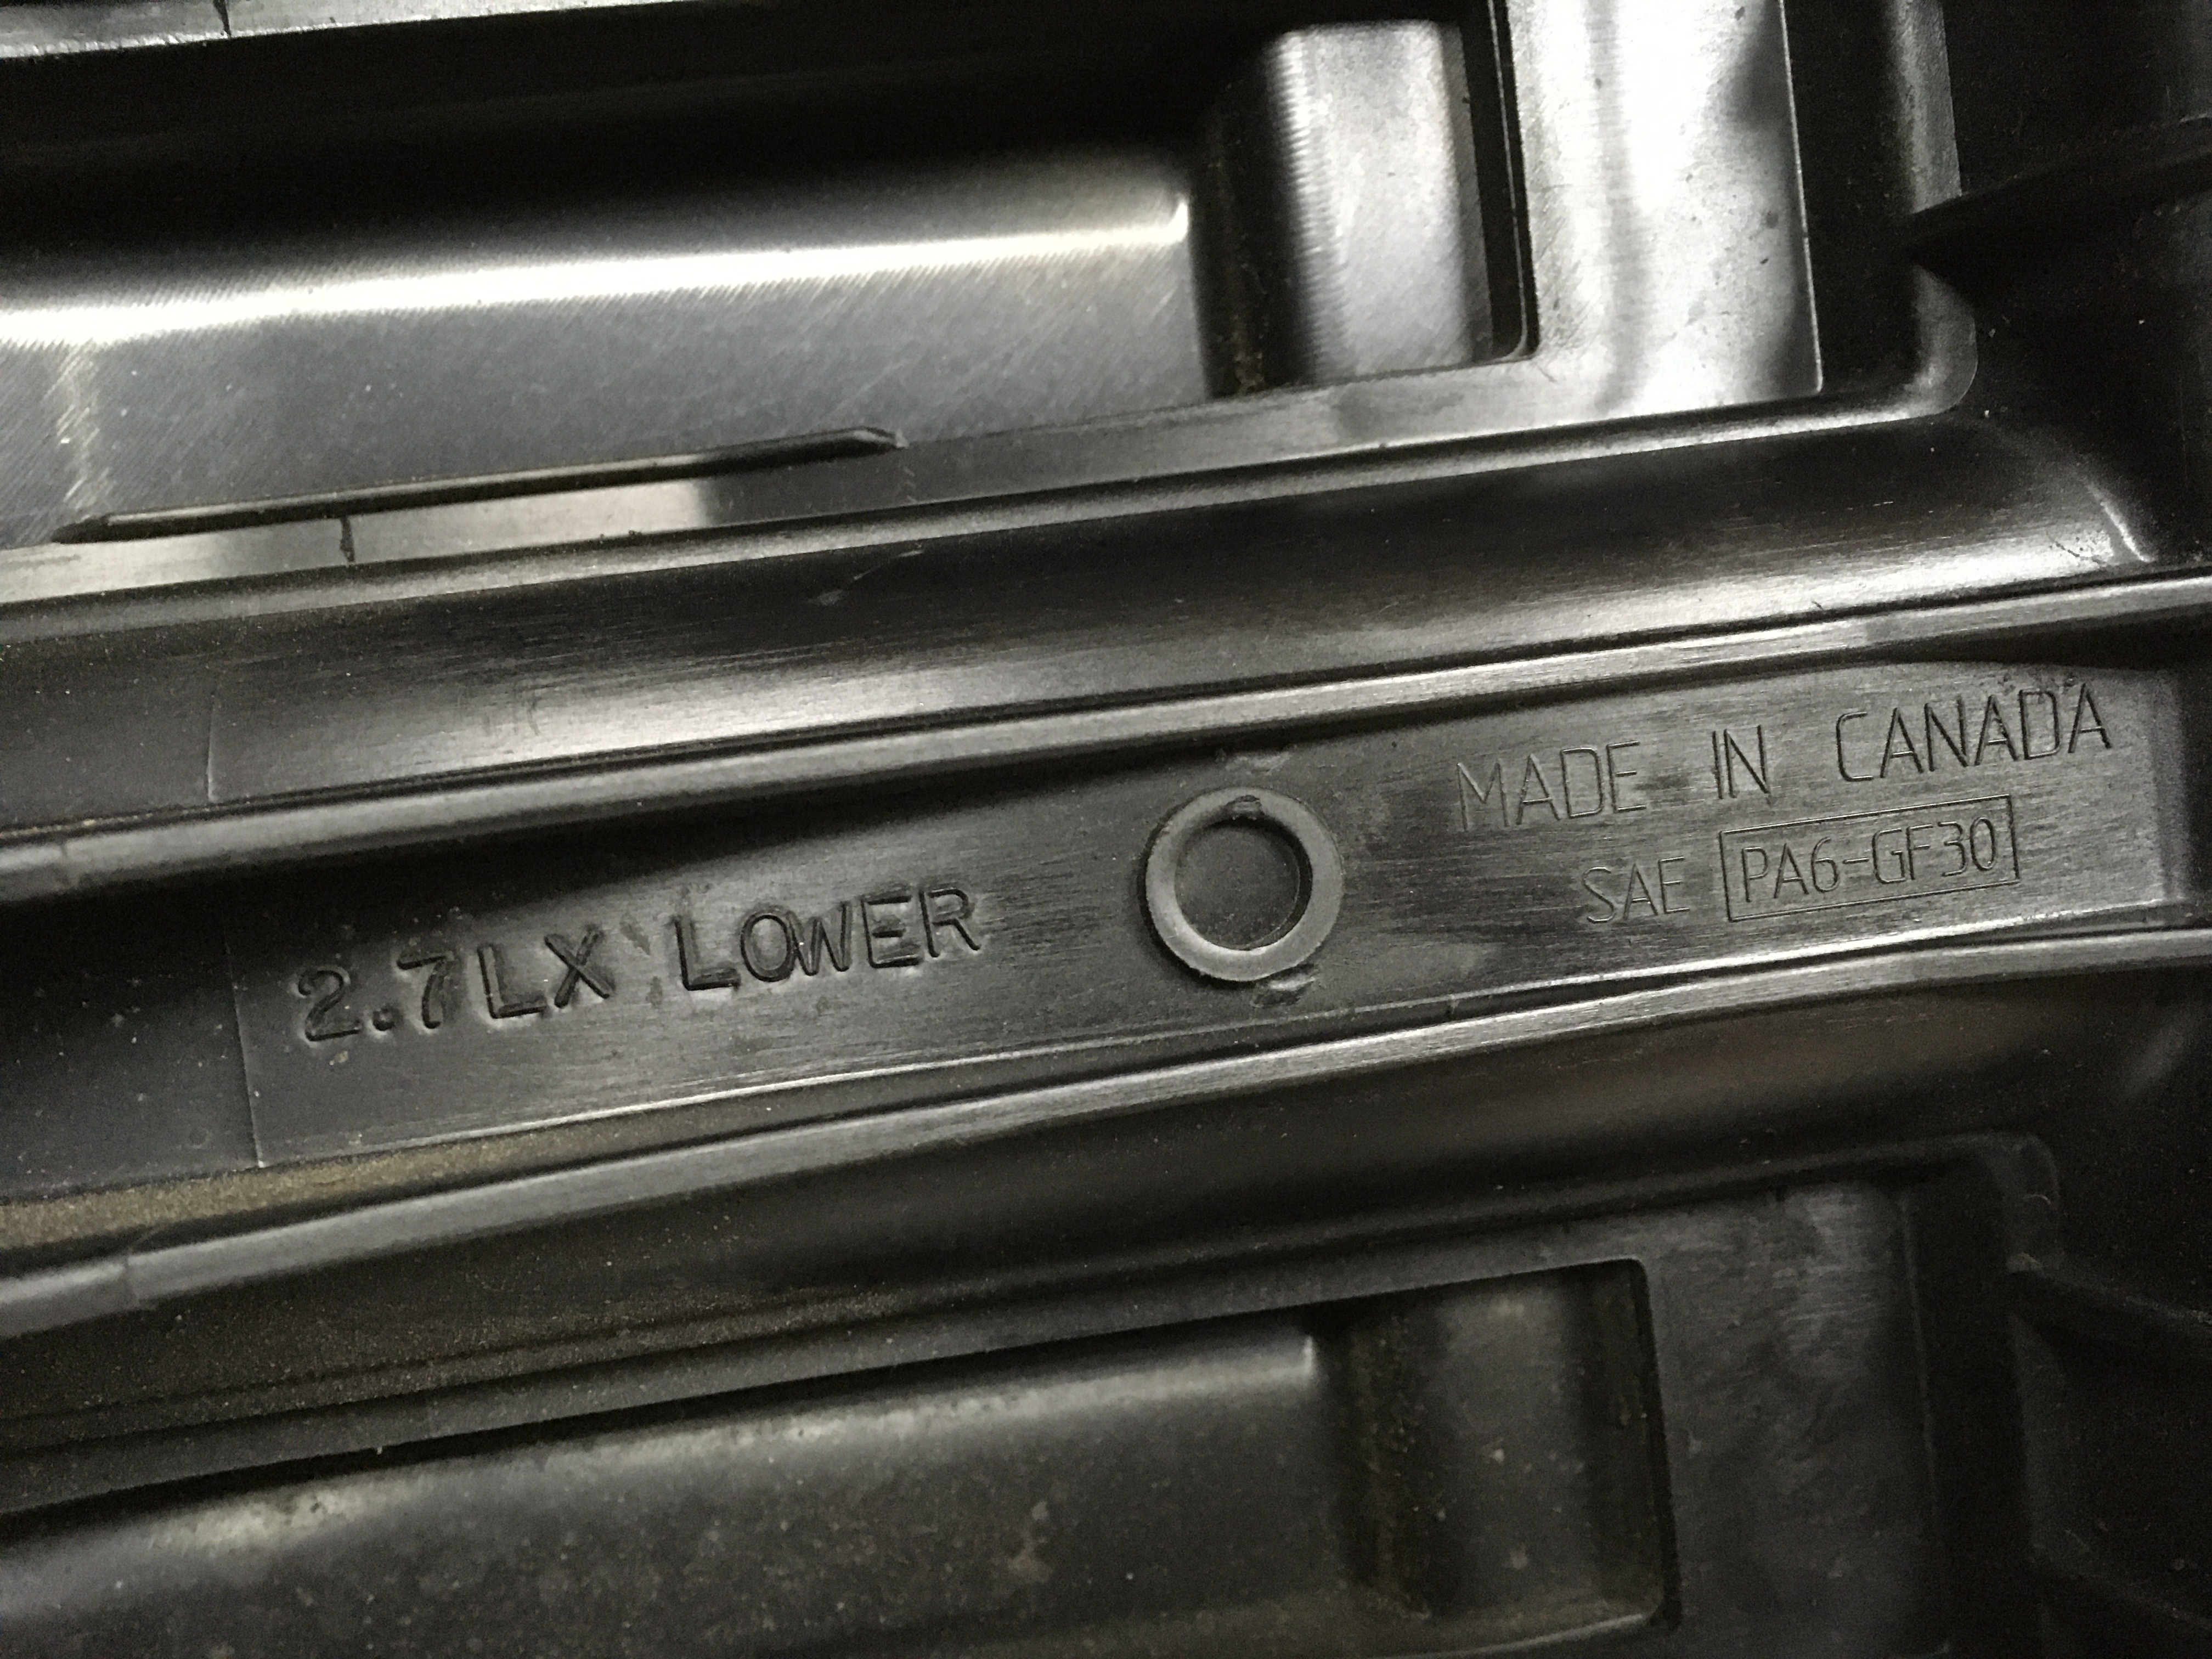 MADE IN CANADA
SAE PA6-GF30
2.7LX LOWER